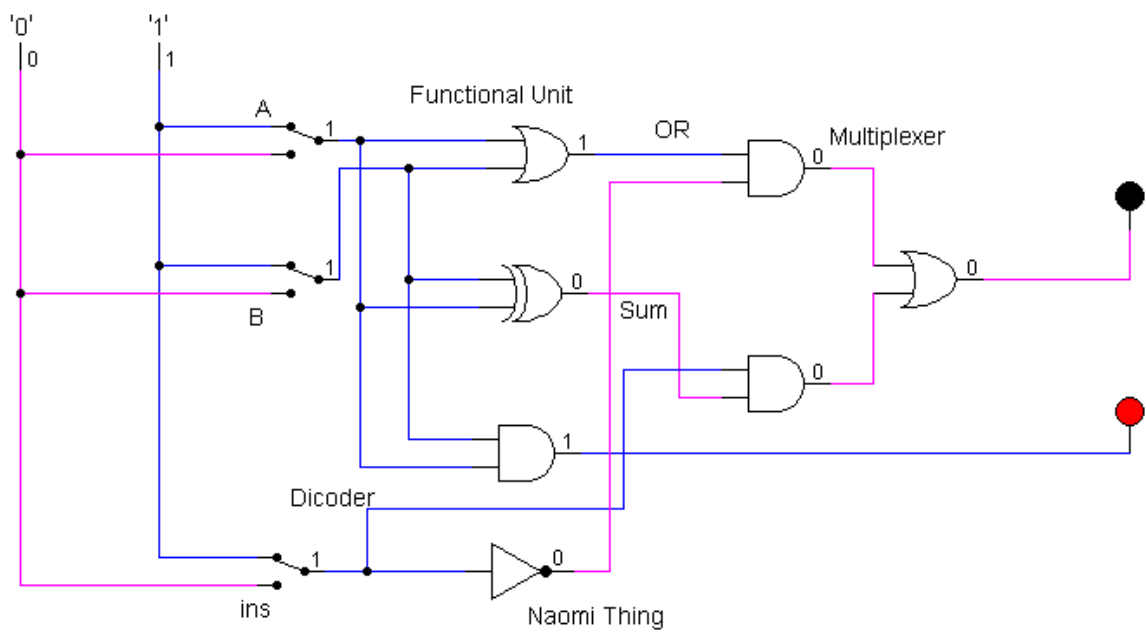 '0' '1'
0 1
Functional Unit
A 1 OR Multiplexer
1 0
1 0
B 0 Sum
0
1
Dicoder
1 0
ins Naomi Thing